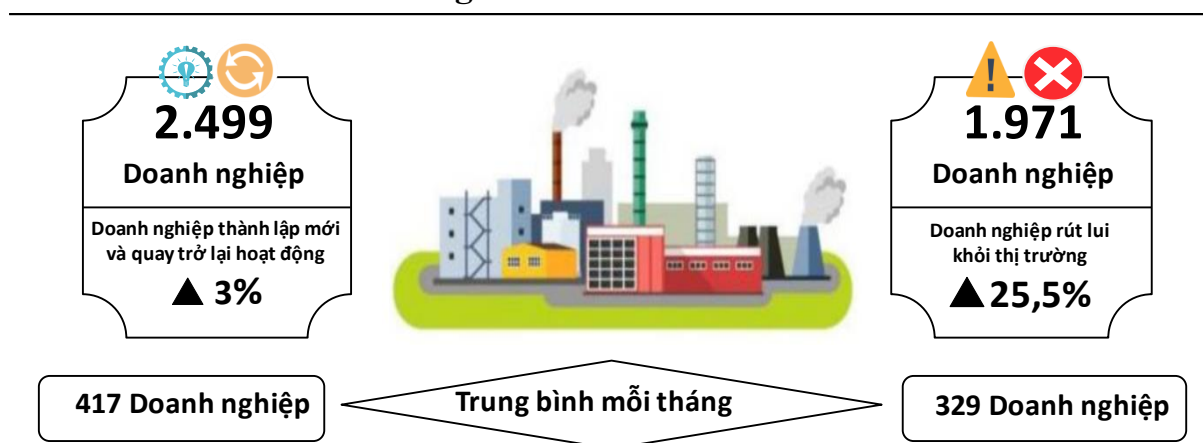 2.499
Doanh nghiệp
Doanh nghiệp thành lập mới
và quay trở lại hoạt động
▲ 3%
1.971
Doanh nghiệp
Doanh nghiệp rút lui
khỏi thị trường
▲ 25,5%
417 Doanh nghiệp
Trung bình mỗi tháng
329 Doanh nghiệp